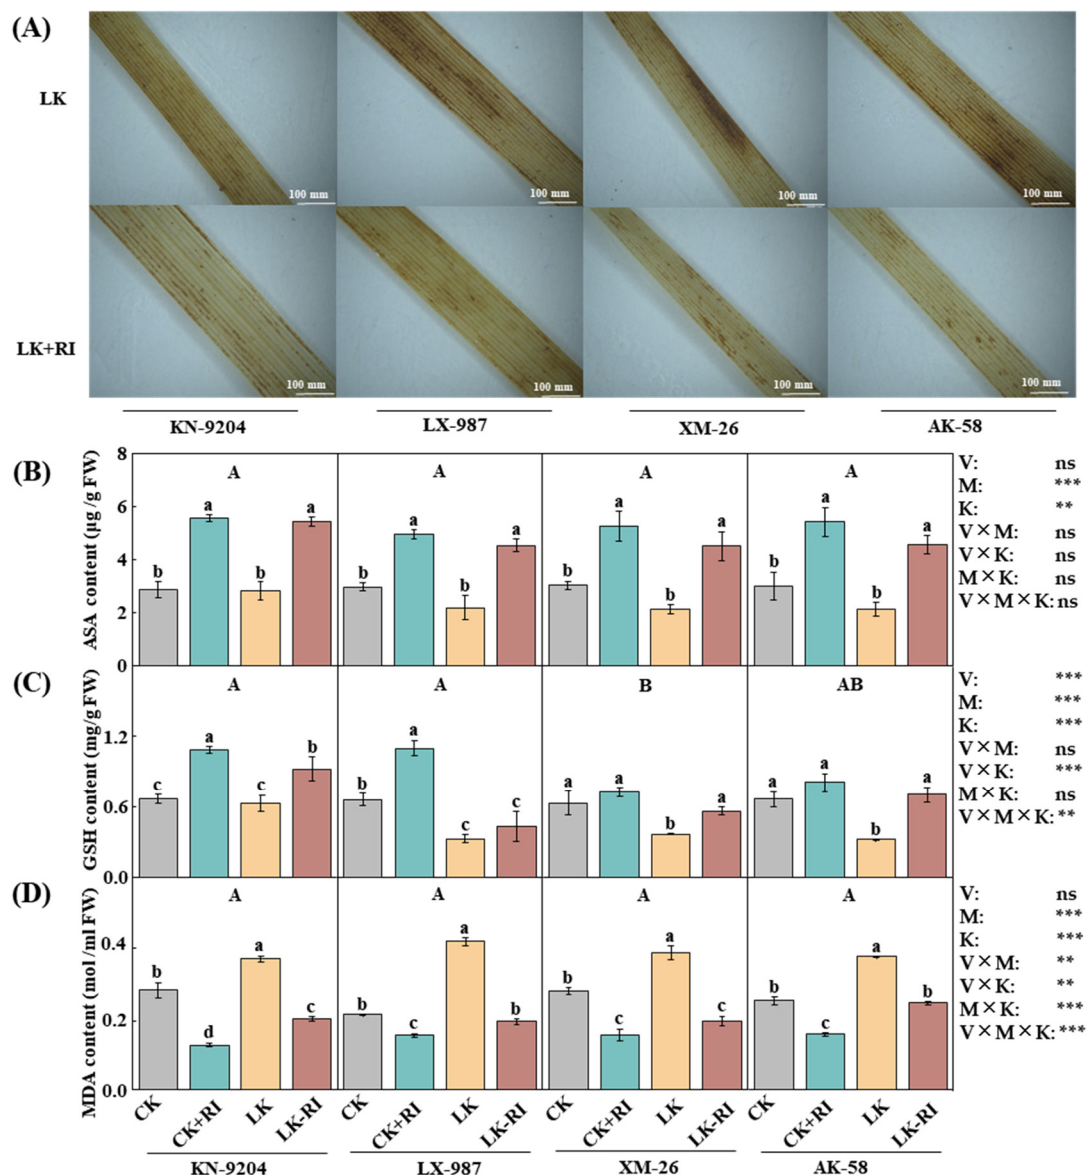 (A)
LK
100 mm 100 mm 100 mm 100 mm
LK+RI
100 mm 100 mm 100 mm 100 mm
KN-9204 LX-987 XM-26 AK-58
(B)
ASA content (μg /g FW)
8
6
4
2
0
A A A A
b a b a b a b a b a b a b a b a
V: ns
M: ***
K: **
V×M: ns
V×K: ns
M×K: ns
V×M×K: ns
(C)
GSH content (mg/g FW)
1.2
0.6
0.0
A A B AB
c a c b b a c c a a b a a a b a
V: ***
M: ***
K: ***
V×M: ns
V×K: ***
M×K: ns
V×M×K: **
(D)
MDA content (mol /ml FW)
0.4
0.2
0.0
A A A A
b d a c b c a b b c a c b c a b
V: ns
M: ***
K: ***
V×M: **
V×K: **
M×K: ***
V×M×K: ***
CK CK+RI LK LK-RI CK CK+RI LK LK-RI CK CK+RI LK LK-RI CK CK+RI LK LK-RI
KN-9204 LX-987 XM-26 AK-58